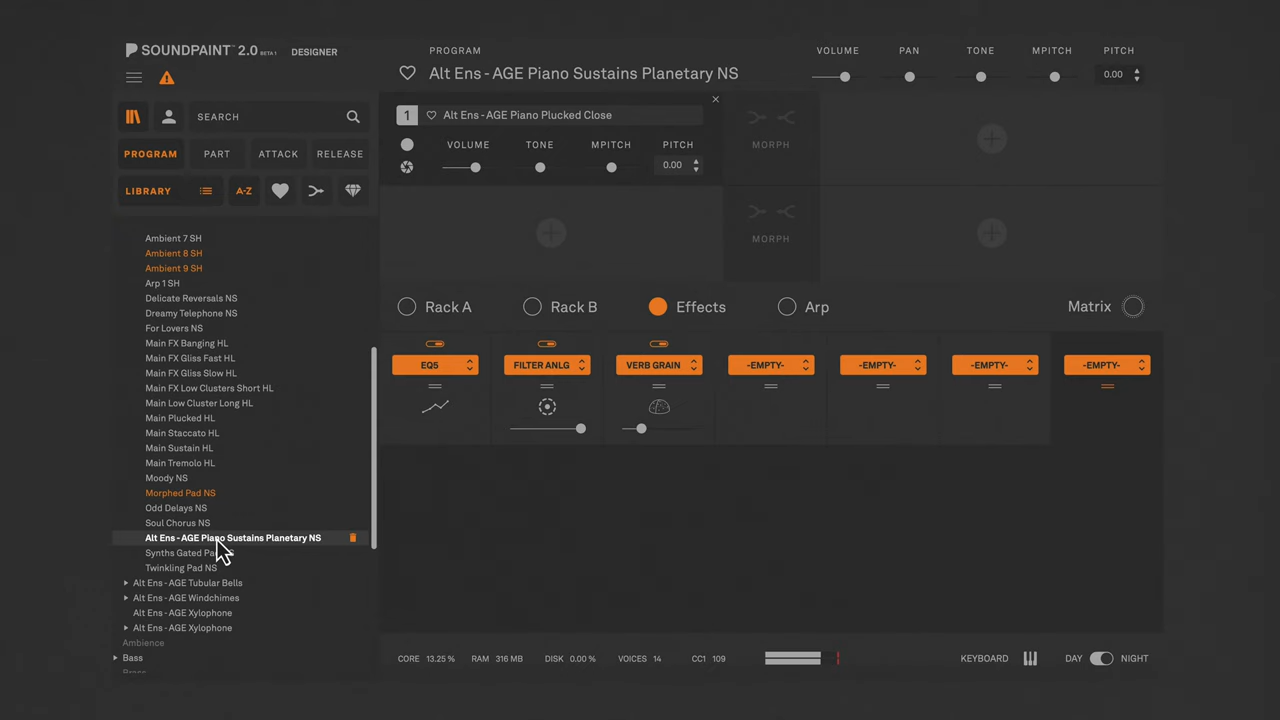 SOUNDPAINT™ 2.0 BETA 1 DESIGNER
PROGRAM
Alt Ens - AGE Piano Sustains Planetary NS
VOLUME PAN TONE MPITCH PITCH
0.00
SEARCH
PROGRAM PART ATTACK RELEASE
LIBRARY A-Z
1 Alt Ens - AGE Piano Plucked Close
VOLUME TONE MPITCH PITCH
0.00
MORPH
MORPH
Ambient 7 SH
Ambient 8 SH
Ambient 9 SH
Arp 1 SH
Delicate Reversals NS
Dreamy Telephone NS
For Lovers NS
Main FX Banging HL
Main FX Gliss Fast HL
Main FX Gliss Slow HL
Main FX Low Clusters Short HL
Main Low Cluster Long HL
Main Plucked HL
Main Staccato HL
Main Sustain HL
Main Tremolo HL
Moody NS
Morphed Pad NS
Odd Delays NS
Soul Chorus NS
Alt Ens - AGE Piano Sustains Planetary NS
Synths Gated
Twinkling Pad NS
Alt Ens - AGE Tubular Bells
Alt Ens - AGE Windchimes
Alt Ens - AGE Xylophone
Alt Ens - AGE Xylophone
Ambience
Bass
Rack A Rack B Effects Arp Matrix
EQ5 FILTER ANLG VERB GRAIN -EMPTY- -EMPTY- -EMPTY- -EMPTY-
CORE 13.25 % RAM 316 MB DISK 0.00 % VOICES 14 CC1 109
KEYBOARD DAY NIGHT